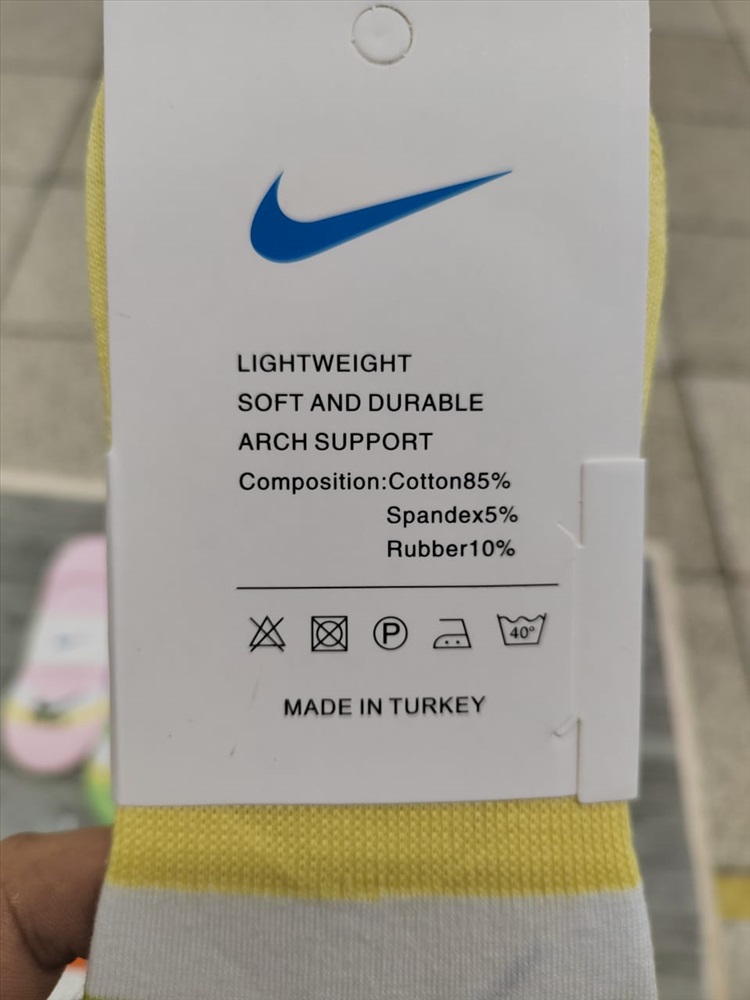 LIGHTWEIGHT
SOFT AND DURABLE
ARCH SUPPORT
Composition:Cotton85%
Spandex5%
Rubber10%
P 40°
MADE IN TURKEY